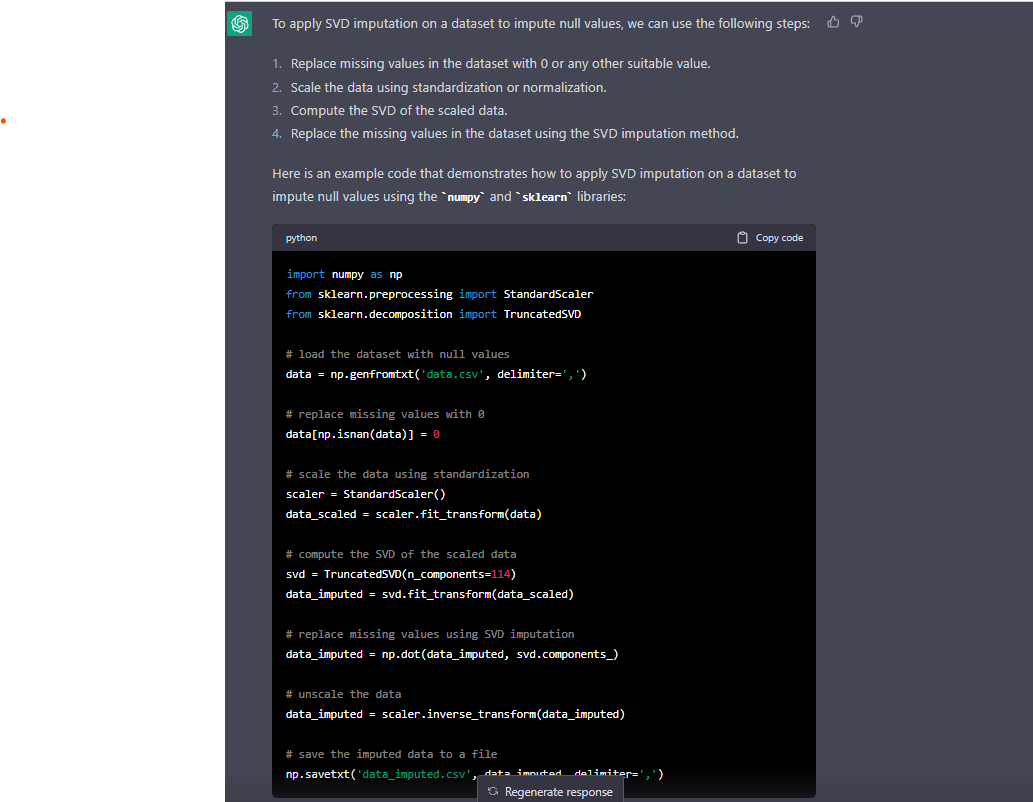 To apply SVD imputation on a dataset to impute null values, we can use the following steps:
1. Replace missing values in the dataset with 0 or any other suitable value.
2. Scale the data using standardization or normalization.
3. Compute the SVD of the scaled data.
4. Replace the missing values in the dataset using the SVD imputation method.
Here is an example code that demonstrates how to apply SVD imputation on a dataset to
impute null values using the `numpy` and `sklearn` libraries:
python Copy code
import numpy as np
from sklearn.preprocessing import StandardScaler
from sklearn.decomposition import TruncatedSVD
# load the dataset with null values
data = np.genfromtxt('data.csv', delimiter=',')
# replace missing values with 0
data[np.isnan(data)] = 0
# scale the data using standardization
scaler = StandardScaler()
data_scaled = scaler.fit_transform(data)
# compute the SVD of the scaled data
svd = TruncatedSVD(n_components=114)
data_imputed = svd.fit_transform(data_scaled)
# replace missing values using SVD imputation
data_imputed = np.dot(data_imputed, svd.components_)
# unscale the data
data_imputed = scaler.inverse_transform(data_imputed)
# save the imputed data to a file
np.savetxt('data_imputed.csv', data_imputed, delimiter=',')
Regenerate response